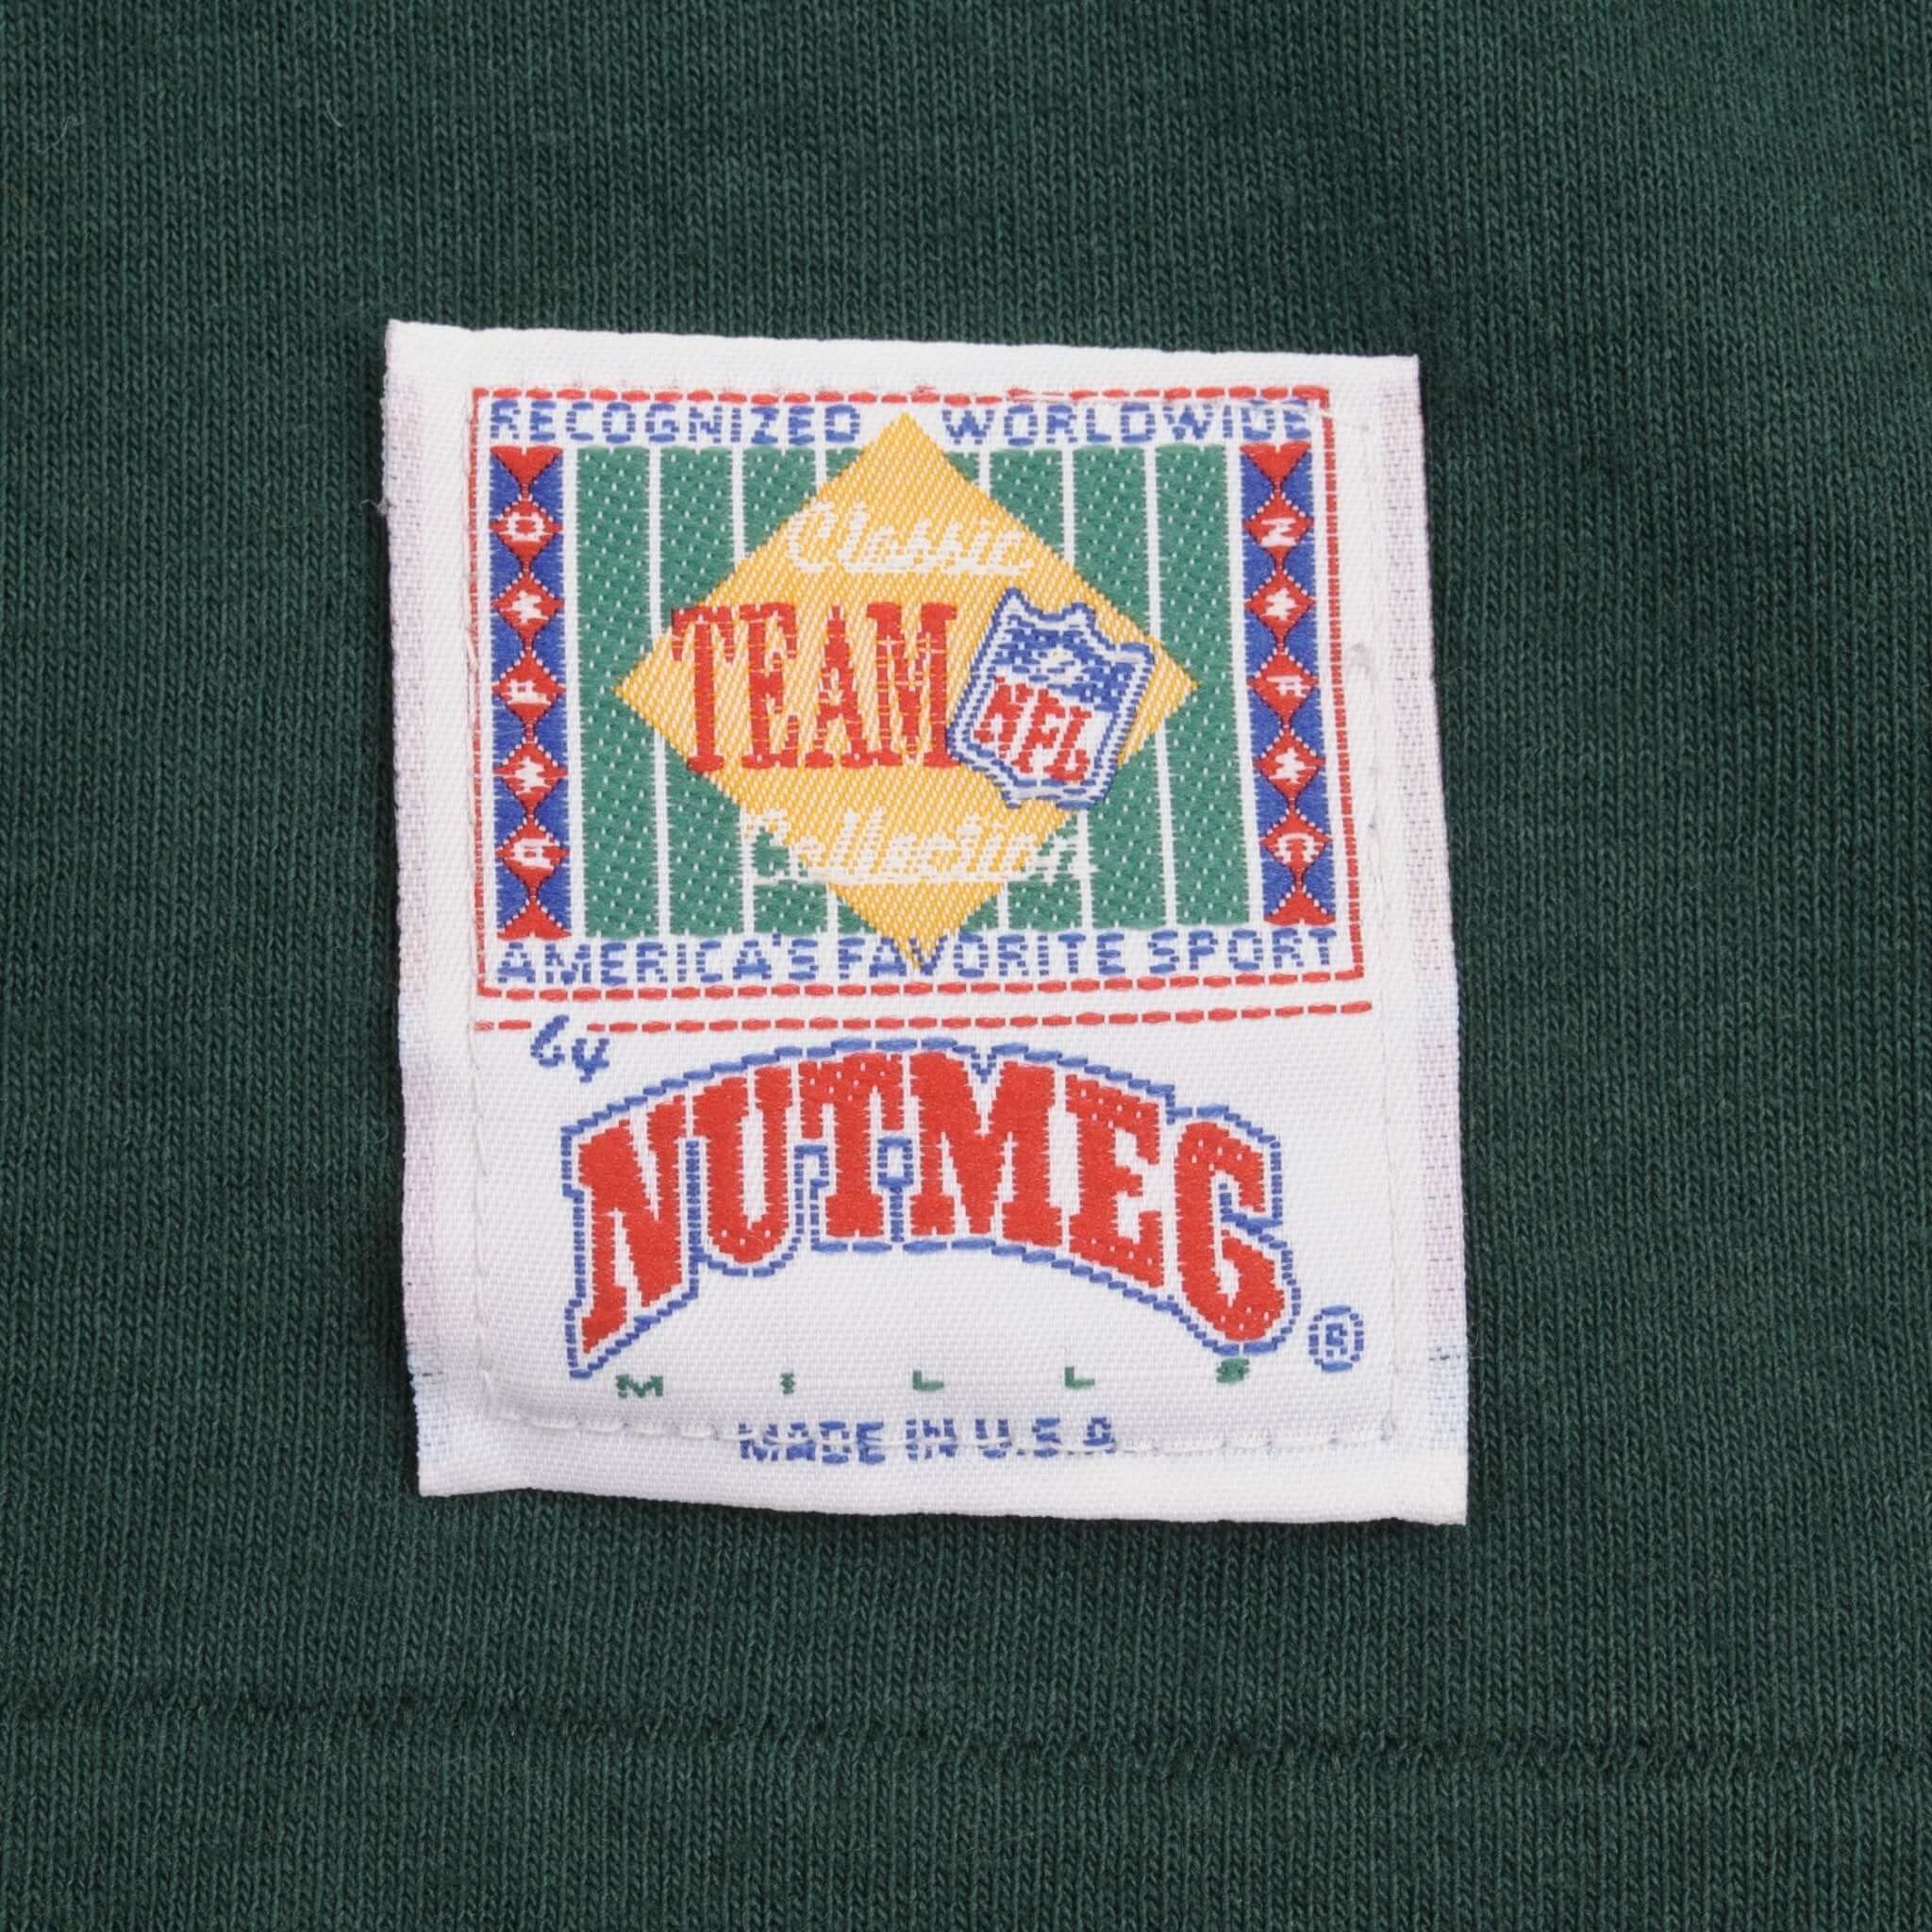 RECOGNIZED WORLDWIDE
Classic
TEAM
NFL
Collection
AMERICA'S FAVORITE SPORT
by
NUTMEG
®
MILLS
MADE IN U.S.A